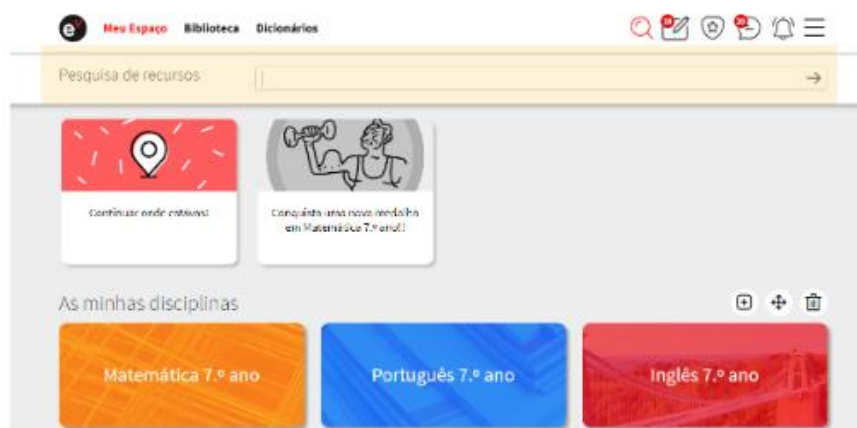 Meu Espaço Biblioteca Dicionários
Pesquisa de recursos
Continuar onde estavas!
Conquista uma nova medalha
em Matemática 7.º ano!!
As minhas disciplinas
Matemática 7.º ano
Português 7.º ano
Inglês 7.º ano